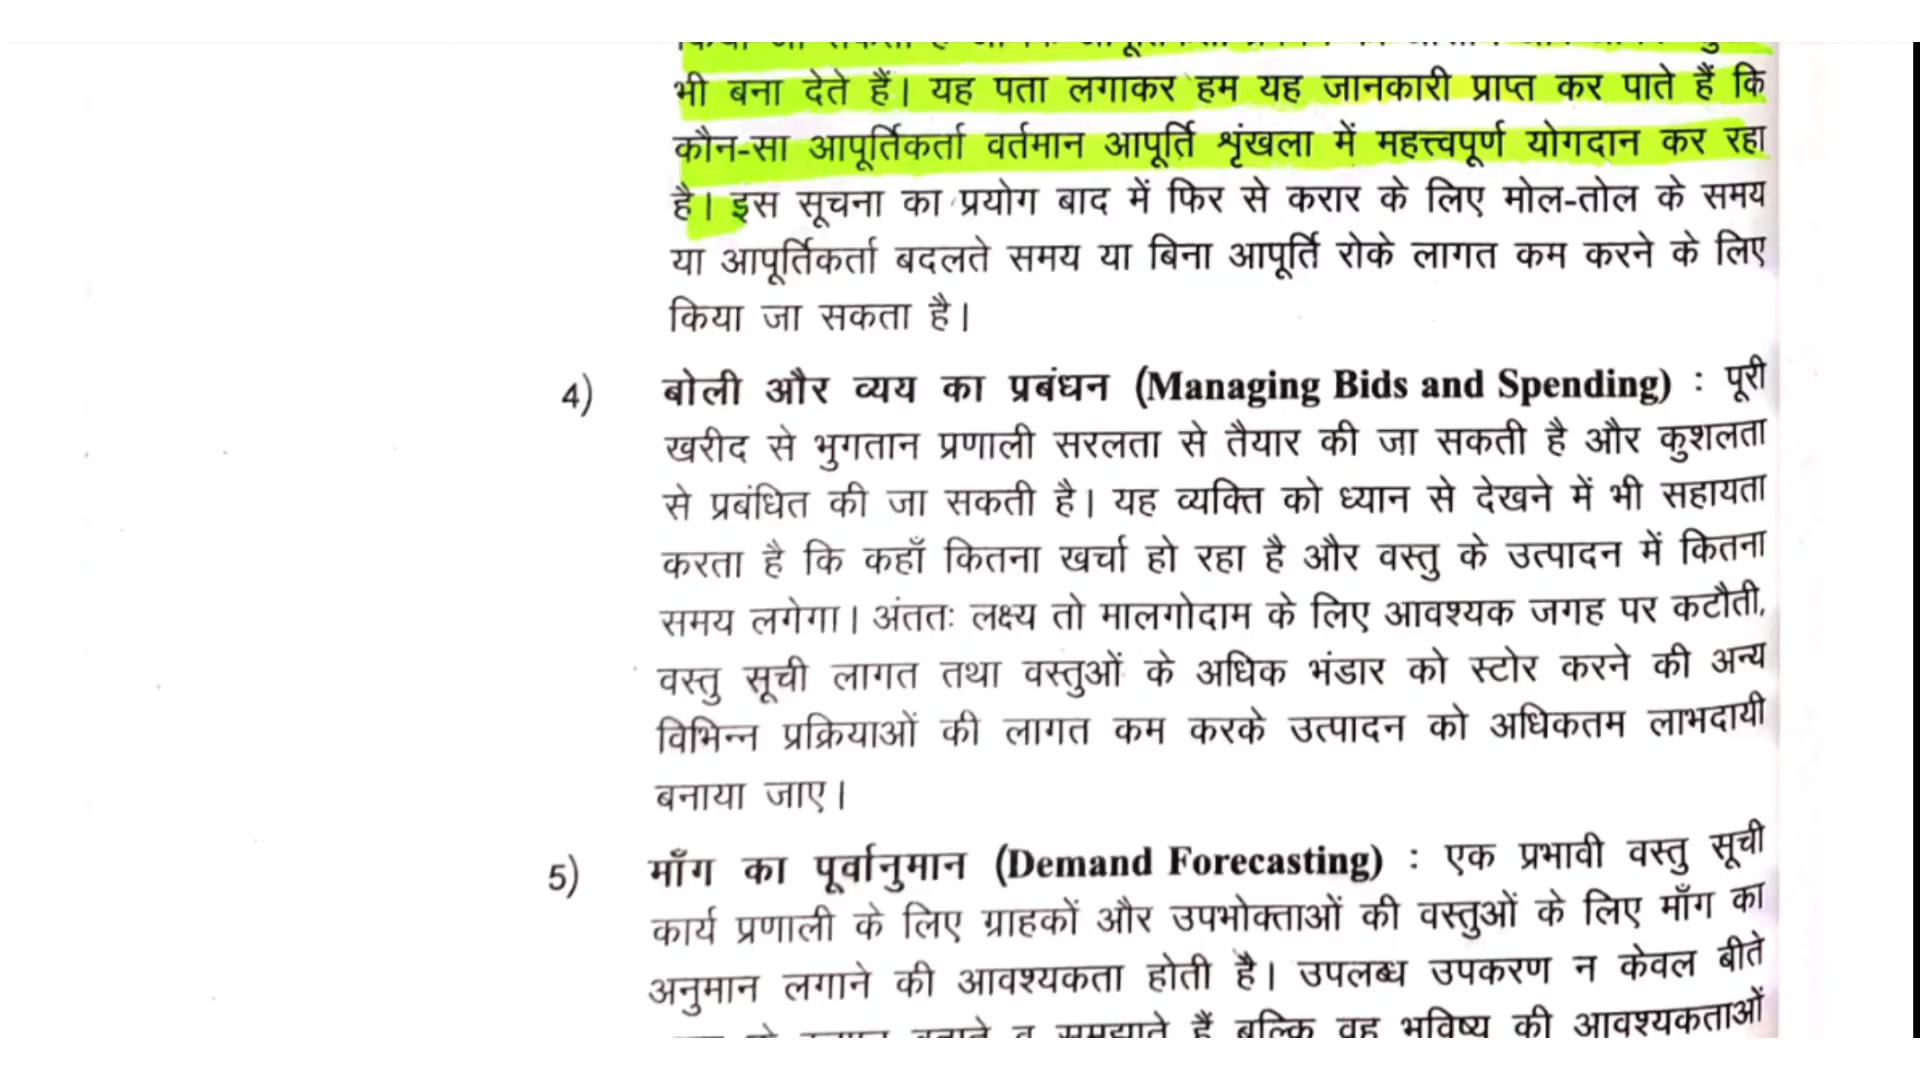 भी बना देते हैं। यह पता लगाकर हम यह जानकारी प्राप्त कर पाते हैं कि
कौन-सा आपूर्तिकर्ता वर्तमान आपूर्ति शृंखला में महत्त्वपूर्ण योगदान कर रहा
है। इस सूचना का प्रयोग बाद में फिर से करार के लिए मोल-तोल के समय
या आपूर्तिकर्ता बदलते समय या बिना आपूर्ति रोके लागत कम करने के लिए
किया जा सकता है।
4) बोली और व्यय का प्रबंधन (Managing Bids and Spending) : पूरी
खरीद से भुगतान प्रणाली सरलता से तैयार की जा सकती है और कुशलता
से प्रबंधित की जा सकती है। यह व्यक्ति को ध्यान से देखने में भी सहायता
करता है कि कहाँ कितना खर्चा हो रहा है और वस्तु के उत्पादन में कितना
समय लगेगा। अंततः लक्ष्य तो मालगोदाम के लिए आवश्यक जगह पर कटौती,
वस्तु सूची लागत तथा वस्तुओं के अधिक भंडार को स्टोर करने की अन्य
विभिन्न प्रक्रियाओं की लागत कम करके उत्पादन को अधिकतम लाभदायी
बनाया जाए।
5) माँग का पूर्वानुमान (Demand Forecasting) : एक प्रभावी वस्तु सूची
कार्य प्रणाली के लिए ग्राहकों और उपभोक्ताओं की वस्तुओं के लिए माँग का
अनुमान लगाने की आवश्यकता होती है। उपलब्ध उपकरण न केवल बीते
हैं बल्कि वह भविष्य की आवश्यकताओं